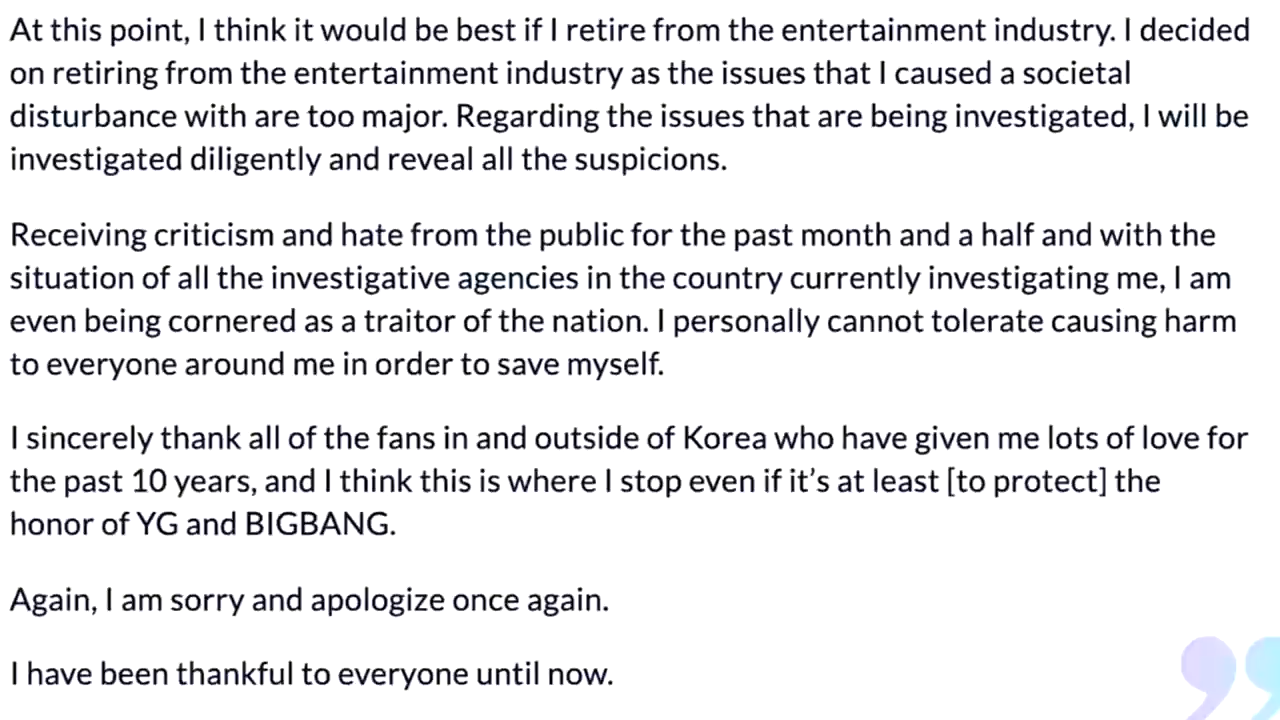 At this point, I think it would be best if I retire from the entertainment industry. I decided
on retiring from the entertainment industry as the issues that I caused a societal
disturbance with are too major. Regarding the issues that are being investigated, I will be
investigated diligently and reveal all the suspicions.
Receiving criticism and hate from the public for the past month and a half and with the
situation of all the investigative agencies in the country currently investigating me, I am
even being cornered as a traitor of the nation. I personally cannot tolerate causing harm
to everyone around me in order to save myself.
I sincerely thank all of the fans in and outside of Korea who have given me lots of love for
the past 10 years, and I think this is where I stop even if it’s at least [to protect] the
honor of YG and BIGBANG.
Again, I am sorry and apologize once again.
I have been thankful to everyone until now.